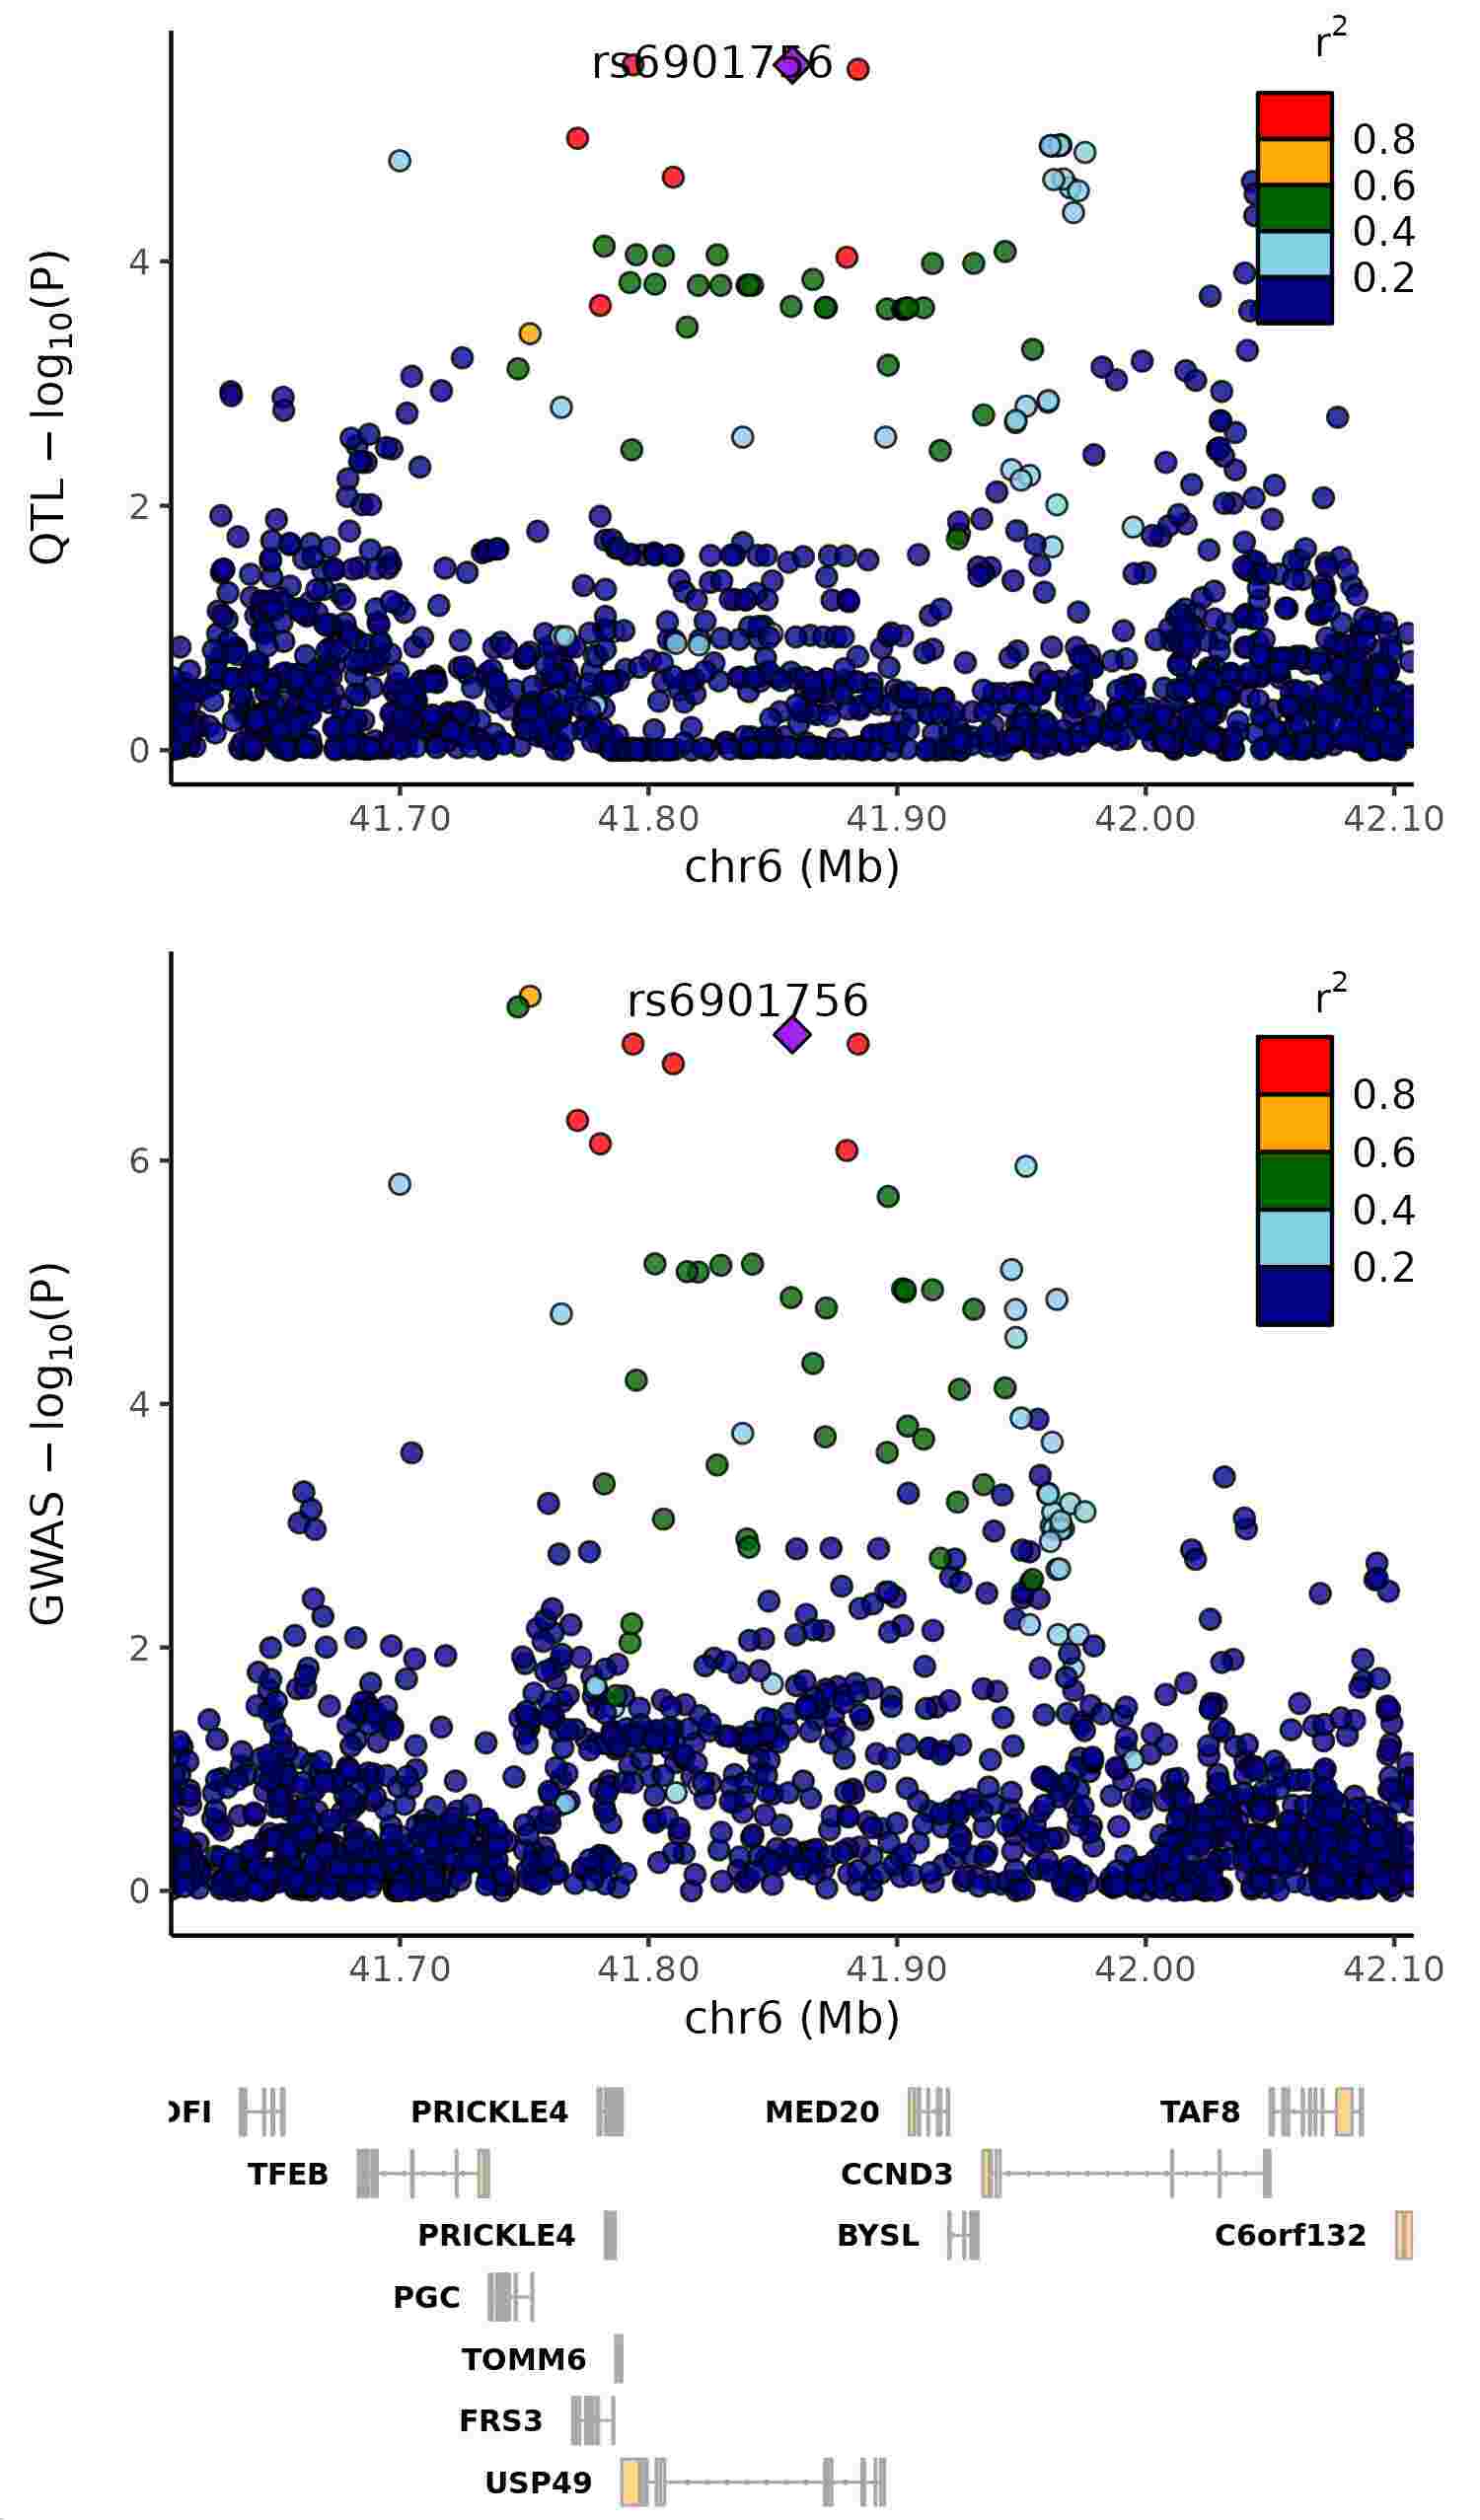 rs6901756
r2
0.8
0.6
0.4
0.2
QTL −log10(P)
4
2
0
41.70 41.80 41.90 42.00 42.10
chr6 (Mb)
rs6901756
r2
0.8
0.6
0.4
0.2
GWAS −log10(P)
6
4
2
0
41.70 41.80 41.90 42.00 42.10
chr6 (Mb)
PRICKLE4 MED20 TAF8
TFEB CCND3
PRICKLE4 BYSL C6orf132
PGC
TOMM6
FRS3
USP49